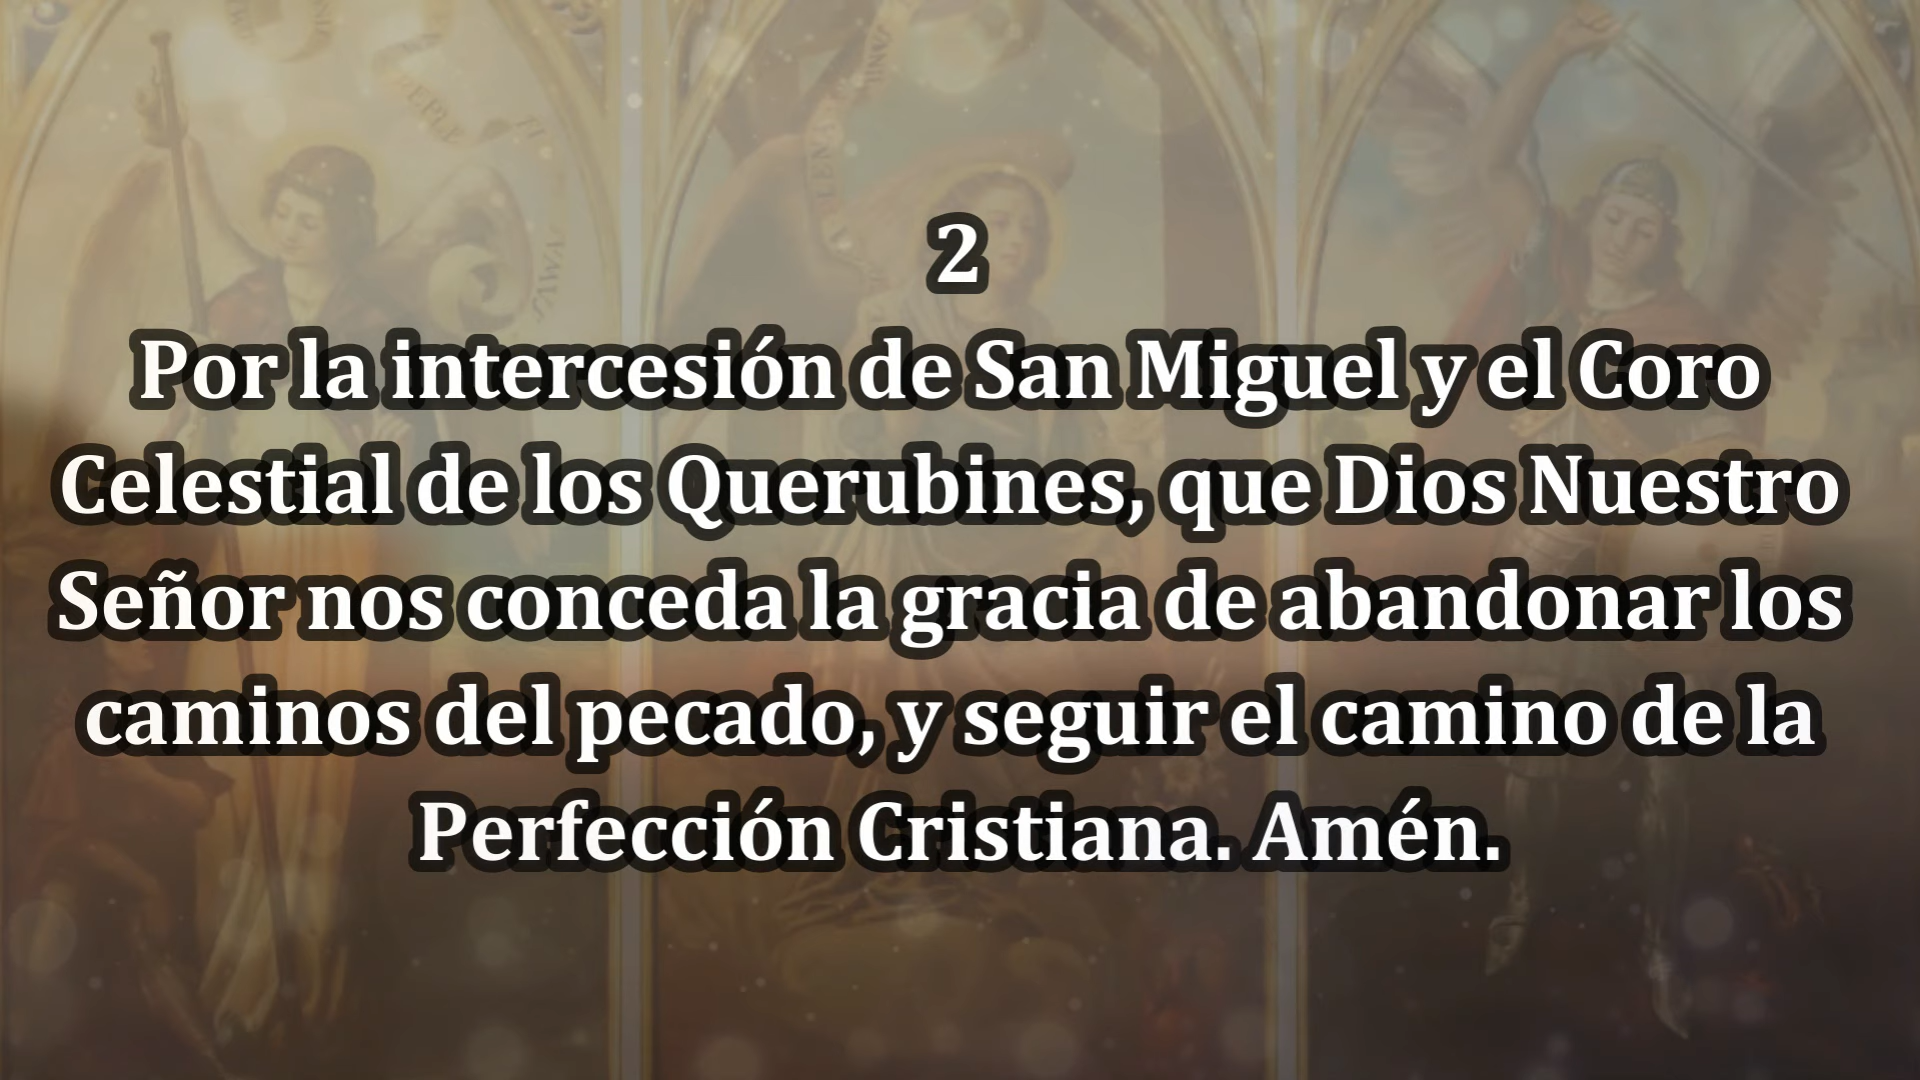 2
Por la intercesión de San Miguel y el Coro
Celestial de los Querubines, que Dios Nuestro
Señor nos conceda la gracia de abandonar los
caminos del pecado, y seguir el camino de la
Perfección Cristiana. Amén.